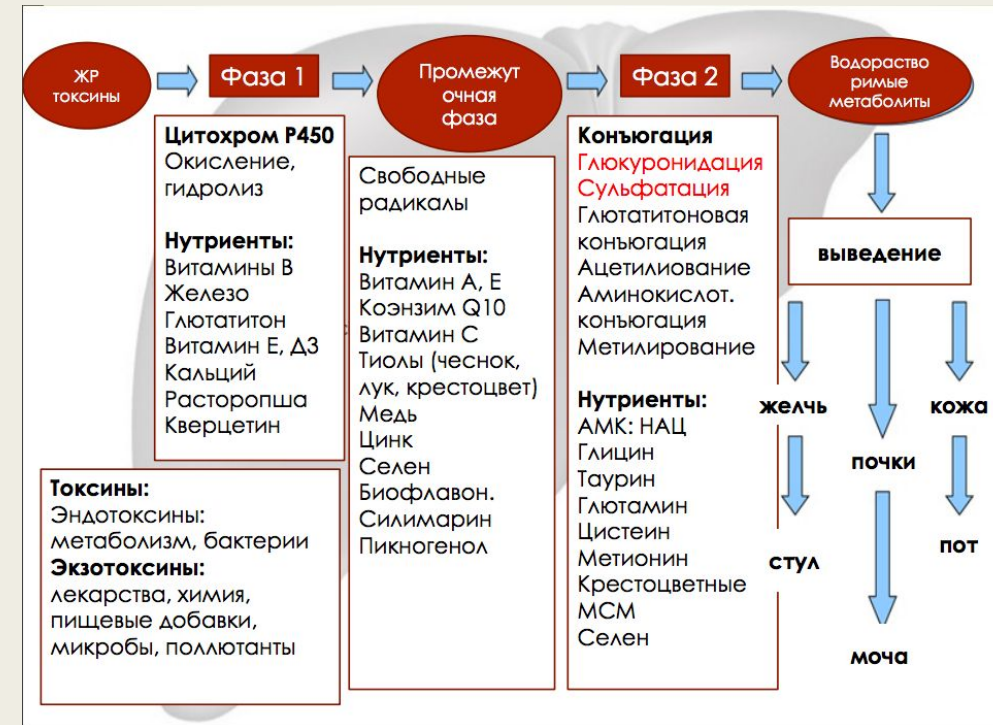 ЖР
токсины
Фаза 1
Промежут
очная
фаза
Фаза 2
Водораство
римые
метаболиты
Цитохром Р450
Окисление,
гидролиз
Нутриенты:
Витамины В
Железо
Глютатитон
Витамин Е, Д3
Кальций
Расторопша
Кверцетин
Токсины:
Эндотоксины:
метаболизм, бактерии
Экзотоксины:
лекарства, химия,
пищевые добавки,
микробы, поллютанты
Свободные
радикалы
Нутриенты:
Витамин А, Е
Коэнзим Q10
Витамин С
Тиолы (чеснок,
лук, крестоцвет)
Медь
Цинк
Селен
Биофлавон.
Силимарин
Пикногенол
Конъюгация
Глюкуронидация
Сульфатация
Глютатитоновая
конъюгация
Ацетилиование
Аминокислот.
конъюгация
Метилирование
Нутриенты:
АМК: НАЦ
Глицин
Таурин
Глютамин
Цистеин
Метионин
Крестоцветные
МСМ
Селен
выведение
желчь
кожа
почки
стул
пот
моча